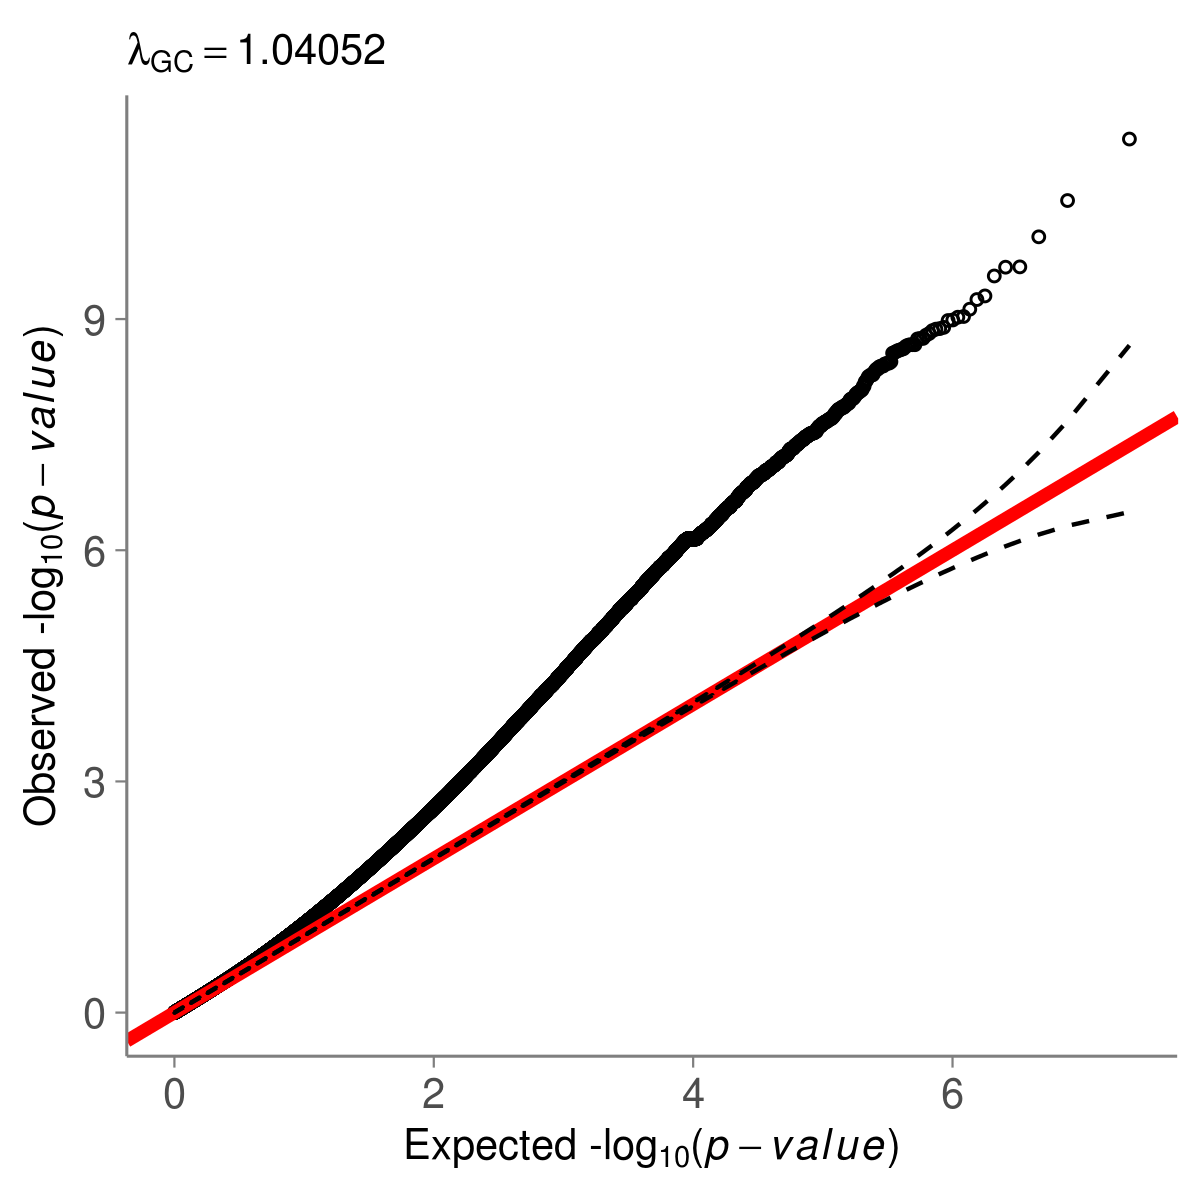 λGC = 1.04052
Observed -log10(p − value)
9
6
3
0
0 2 4 6
Expected -log10(p − value)